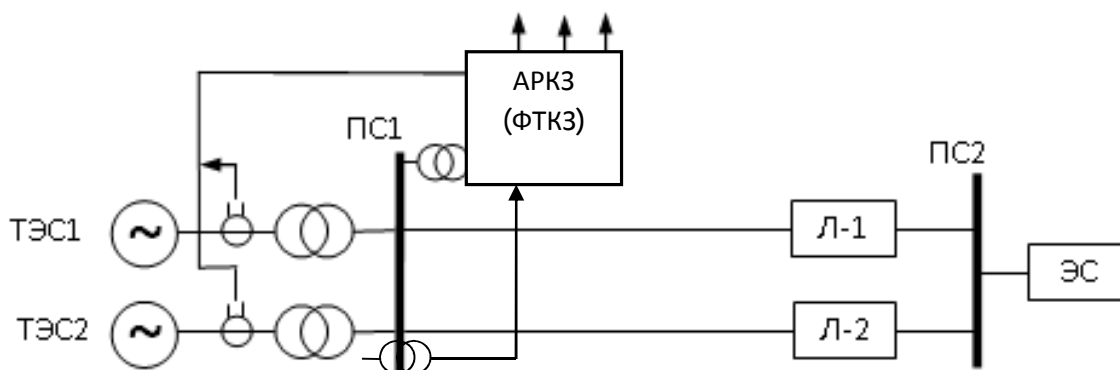 АРКЗ
(ФТКЗ)
ПС1
ПС2
ТЭС1
~
Л-1
ЭС
ТЭС2
~
Л-2